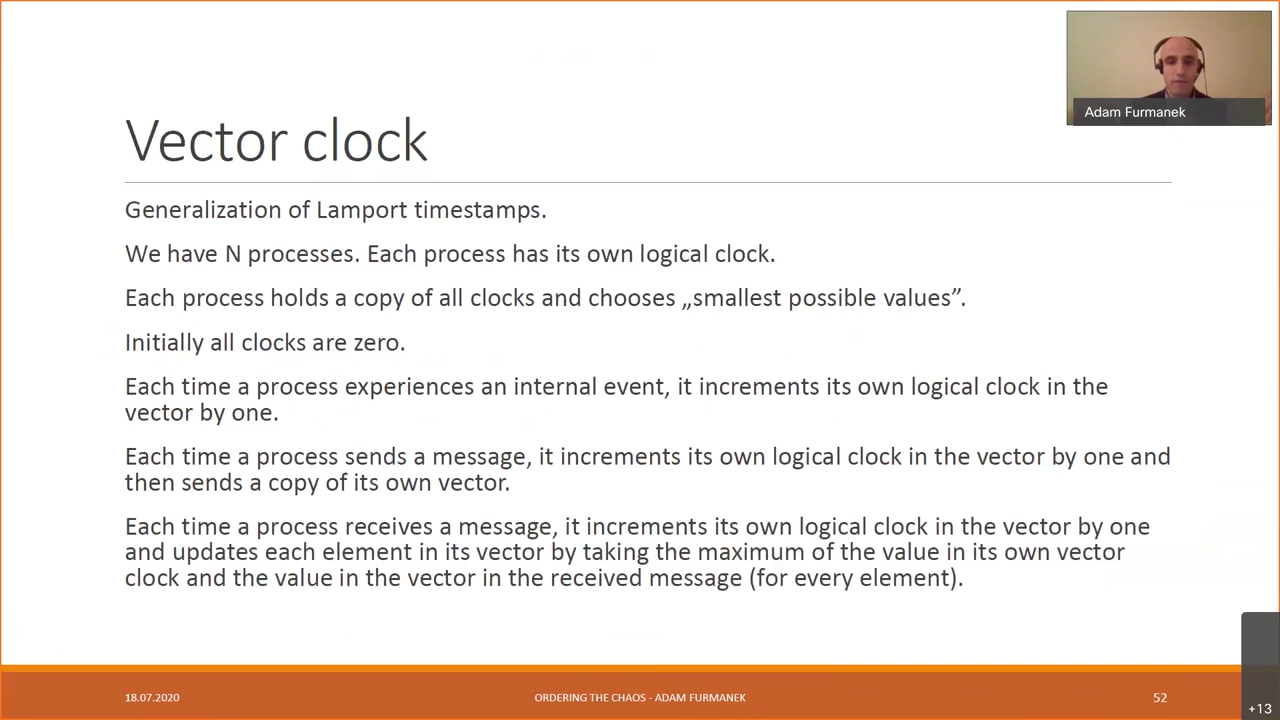 Adam Furmanek
Vector clock
Generalization of Lamport timestamps.
We have N processes. Each process has its own logical clock.
Each process holds a copy of all clocks and chooses „smallest possible values”.
Initially all clocks are zero.
Each time a process experiences an internal event, it increments its own logical clock in the
vector by one.
Each time a process sends a message, it increments its own logical clock in the vector by one and
then sends a copy of its own vector.
Each time a process receives a message, it increments its own logical clock in the vector by one
and updates each element in its vector by taking the maximum of the value in its own vector
clock and the value in the vector in the received message (for every element).
18.07.2020
ORDERING THE CHAOS - ADAM FURMANEK
52
+13